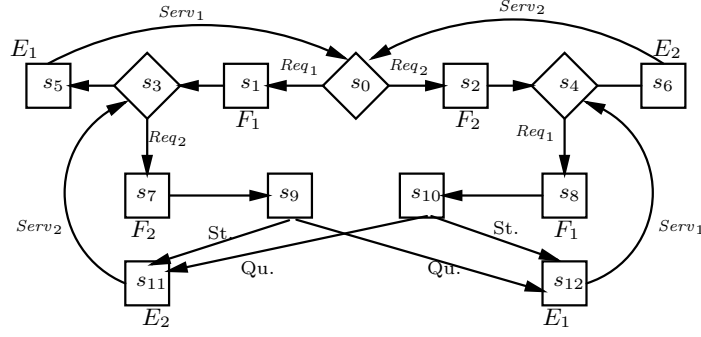 Serv₁
Serv₂
E₁
E₂
s₅
s₃
s₁
Req₁
s₀
Req₂
s₂
s₄
s₆
F₁
F₂
Req₂
Req₁
s₇
s₉
s₁₀
s₈
Serv₂
F₂
St.
St.
F₁
Serv₁
Qu.
Qu.
s₁₁
s₁₂
E₂
E₁